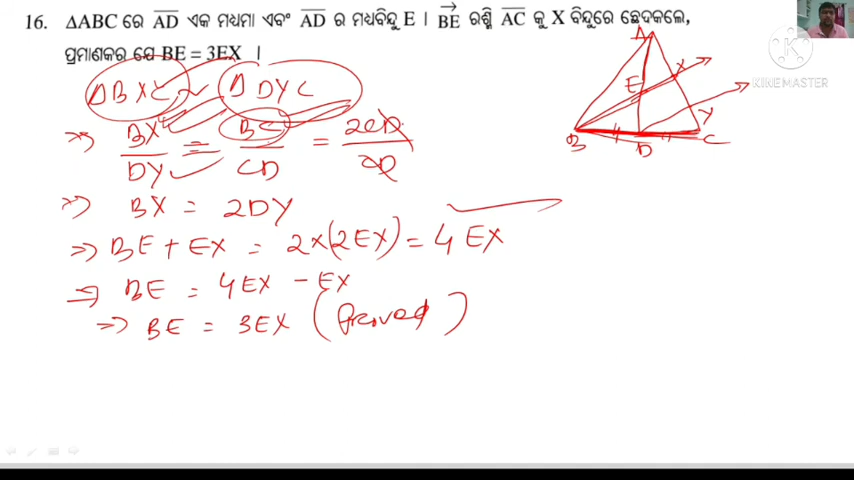 16. ΔABC ରେ AD ଏକ ମଧ୍ୟମା ଏବଂ AD ର ମଧ୍ୟବିନ୍ଦୁ E । BE ରଶ୍ମି AC କୁ X ବିନ୍ଦୁରେ ଛେଦକଲେ,
ପ୍ରମାଣକର ଯେ BE = 3EX ।
Δ BXC ~ Δ DYC
=> BX/DY = BC/CD = 2CD/CD
=> BX = 2DY
=> BE + EX = 2×(2EX) = 4EX
=> BE = 4EX - EX
=> BE = 3EX (Proved)
A
E
X
Y
B
D
C
KINEMASTER